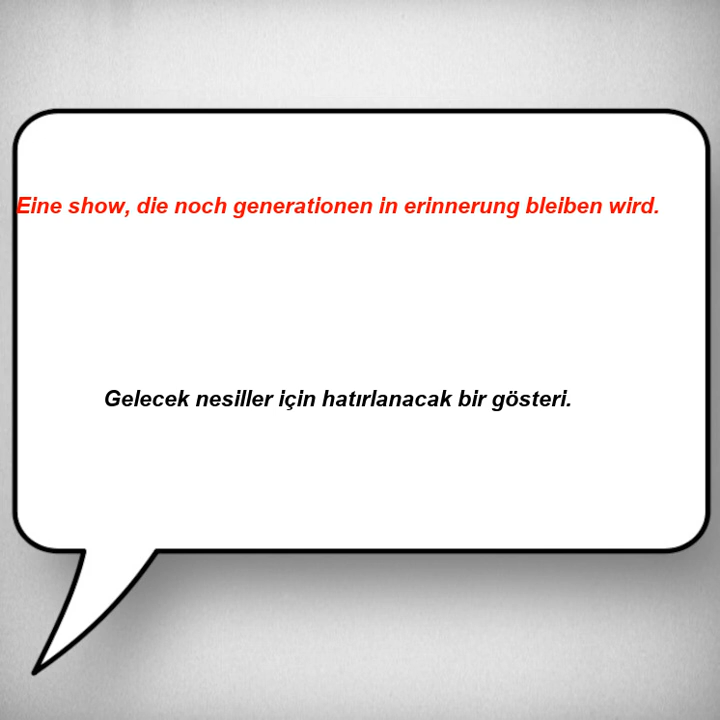 Eine show, die noch generationen in erinnerung bleiben wird.
Gelecek nesiller için hatırlanacak bir gösteri.